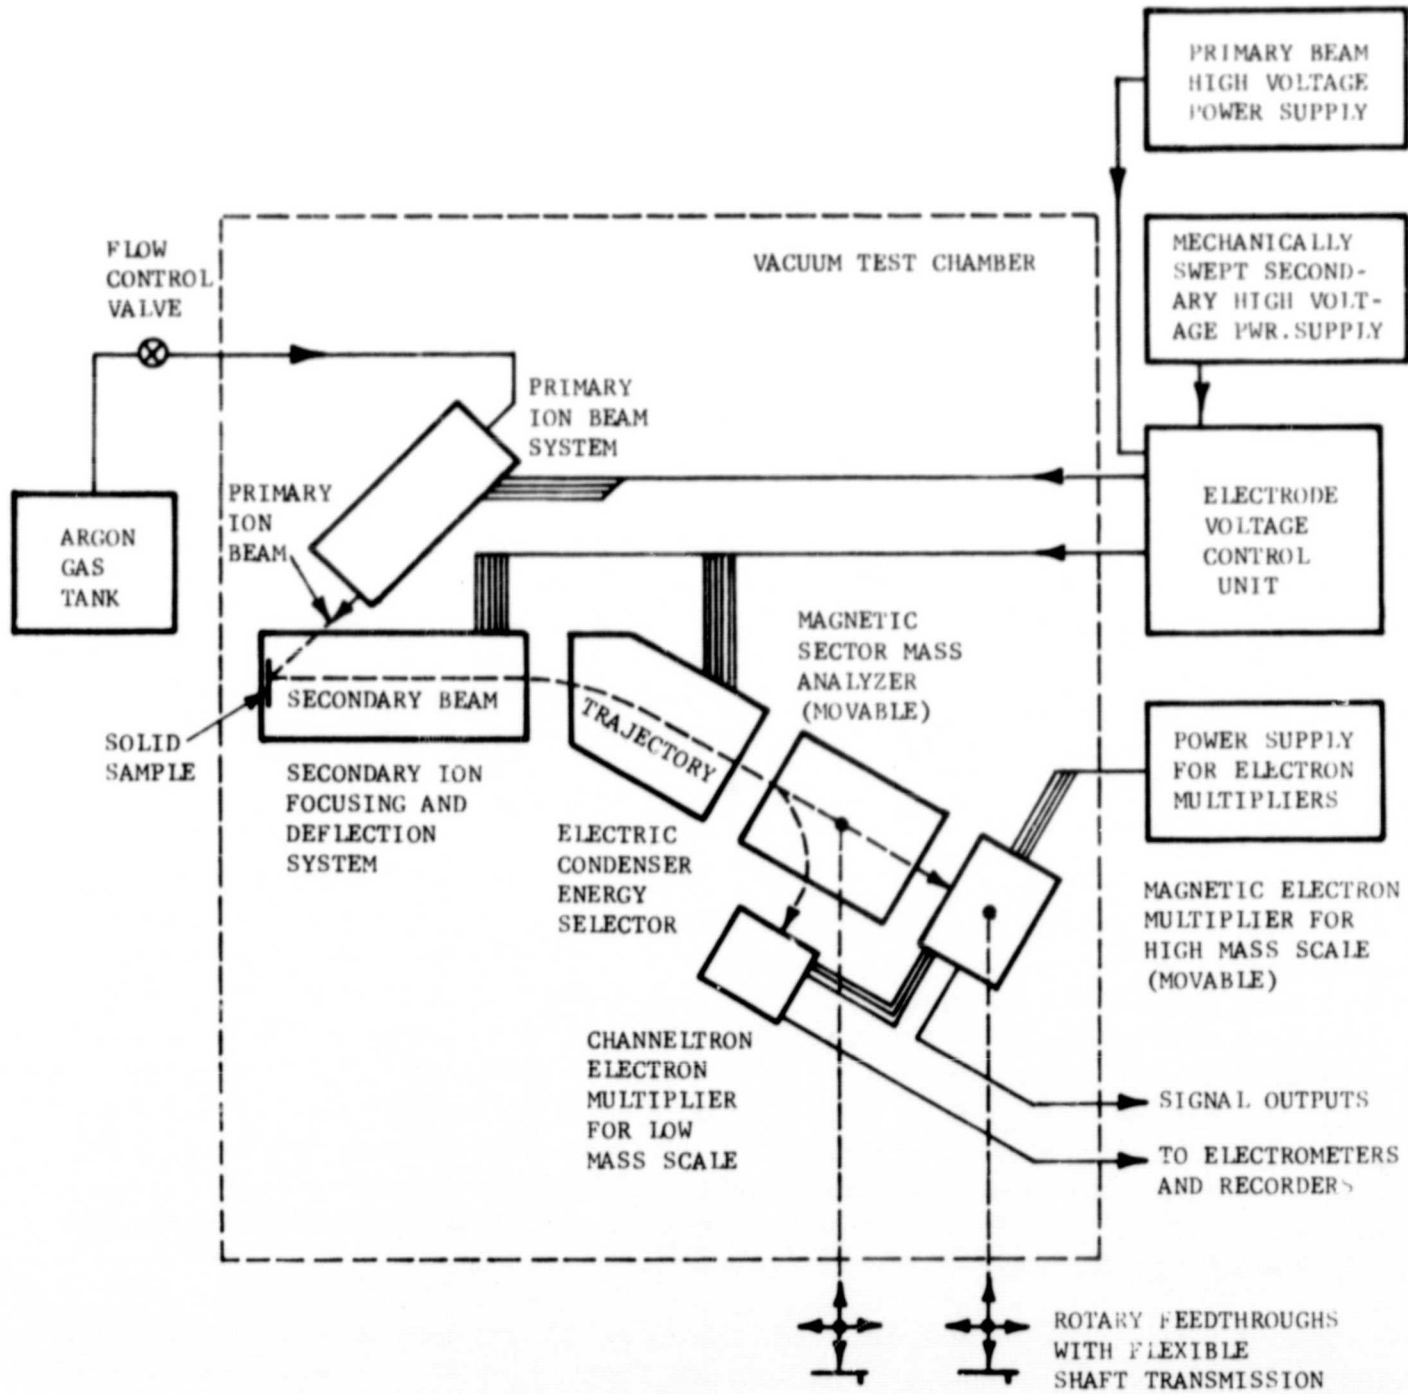 PRIMARY BEAM
HIGH VOLTAGE
POWER SUPPLY
MECHANICALLY
SWEPT SECOND-
ARY HIGH VOLT-
AGE PWR.SUPPLY
FLOW
CONTROL
VALVE
VACUUM TEST CHAMBER
PRIMARY
ION BEAM
SYSTEM
PRIMARY
ION
BEAM
ARGON
GAS
TANK
ELECTRODE
VOLTAGE
CONTROL
UNIT
MAGNETIC
SECTOR MASS
ANALYZER
(MOVABLE)
SECONDARY BEAM
TRAJECTORY
SOLID
SAMPLE
SECONDARY ION
FOCUSING AND
DEFLECTION
SYSTEM
POWER SUPPLY
FOR ELECTRON
MULTIPLIERS
ELECTRIC
CONDENSER
ENERGY
SELECTOR
MAGNETIC ELECTRON
MULTIPLIER FOR
HIGH MASS SCALE
(MOVABLE)
CHANNELTRON
ELECTRON
MULTIPLIER
FOR LOW
MASS SCALE
SIGNAL OUTPUTS
TO ELECTROMETERS
AND RECORDERS
ROTARY FEEDTHROUGHS
WITH FLEXIBLE
SHAFT TRANSMISSION